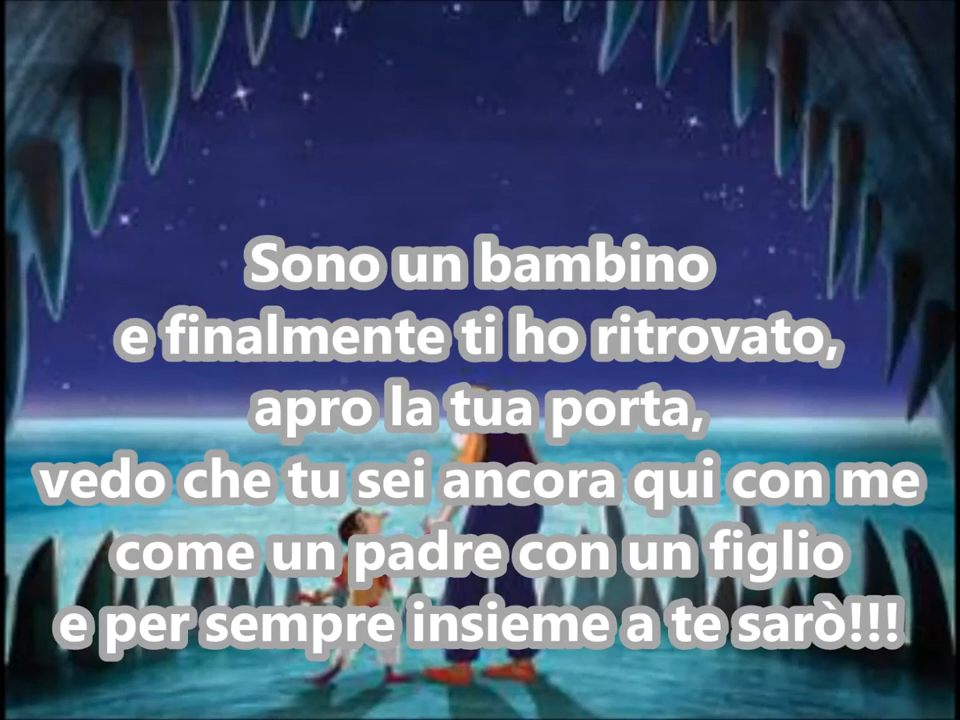 Sono un bambino
e finalmente ti ho ritrovato,
apro la tua porta,
vedo che tu sei ancora qui con me
come un padre con un figlio
e per sempre insieme a te sarò!!!